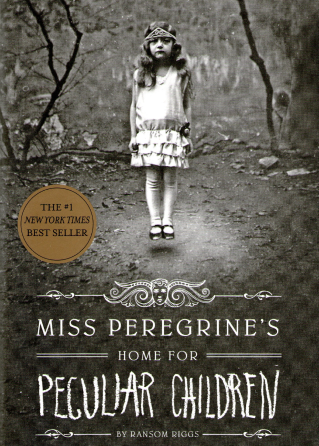 THE #1
NEW YORK TIMES
BEST SELLER
MISS PEREGRINE'S
HOME FOR
PECULIAR CHILDREN
BY RANSOM RIGGS